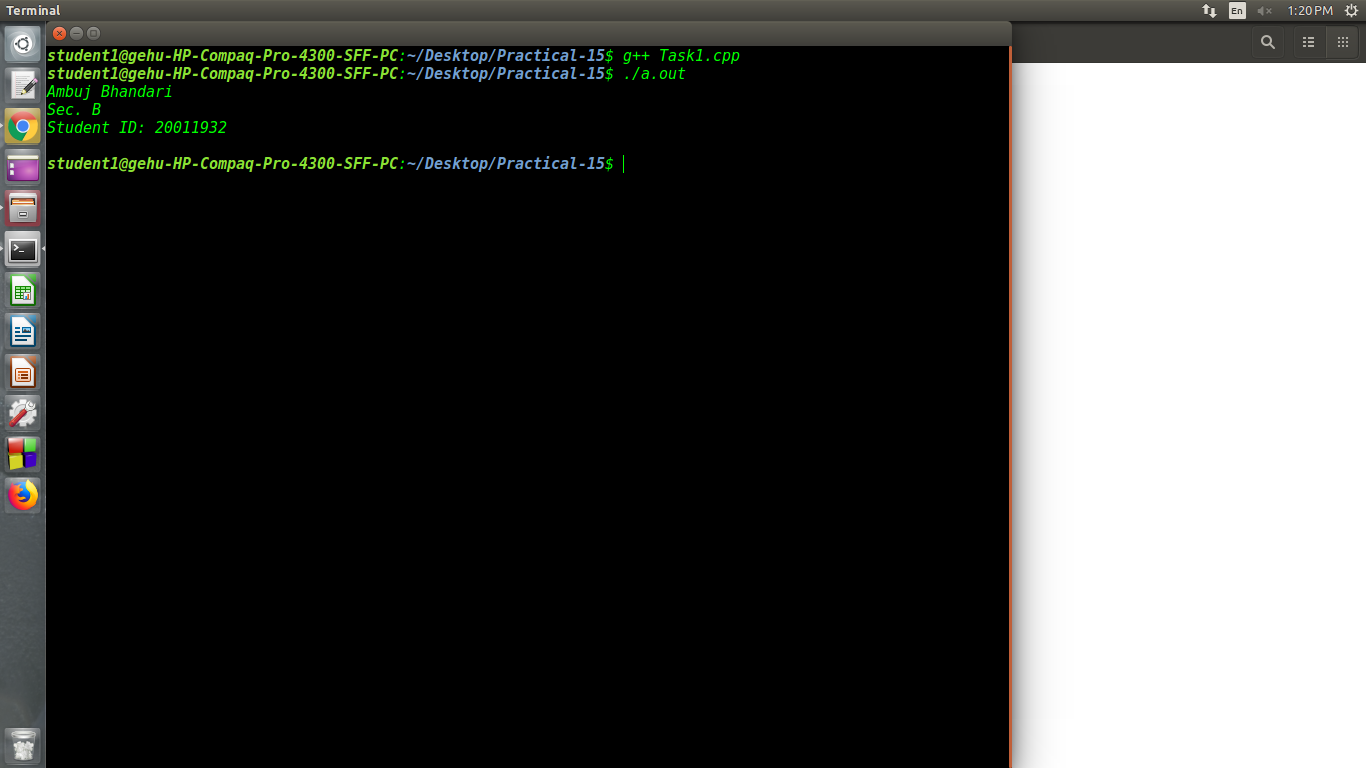 Terminal
En
1:20 PM
student1@gehu-HP-Compaq-Pro-4300-SFF-PC:~/Desktop/Practical-15$ g++ Task1.cpp
student1@gehu-HP-Compaq-Pro-4300-SFF-PC:~/Desktop/Practical-15$ ./a.out
Ambuj Bhandari
Sec. B
Student ID: 20011932
student1@gehu-HP-Compaq-Pro-4300-SFF-PC:~/Desktop/Practical-15$